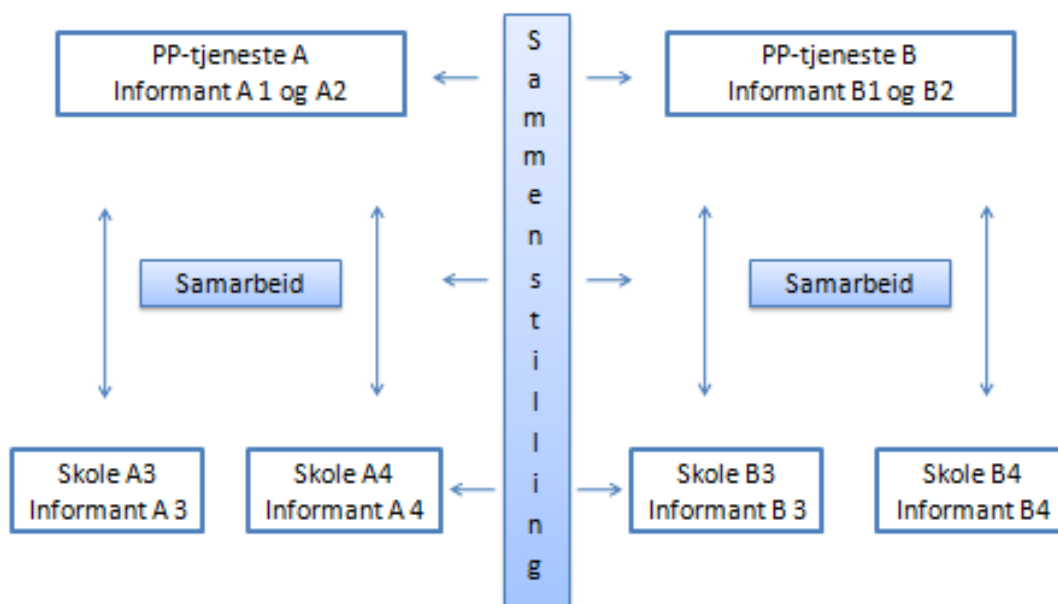 PP-tjeneste A
Informant A 1 og A2
Sammenstilling
PP-tjeneste B
Informant B1 og B2
Samarbeid
Samarbeid
Skole A3
Informant A 3
Skole A4
Informant A 4
Skole B3
Informant B 3
Skole B4
Informant B4